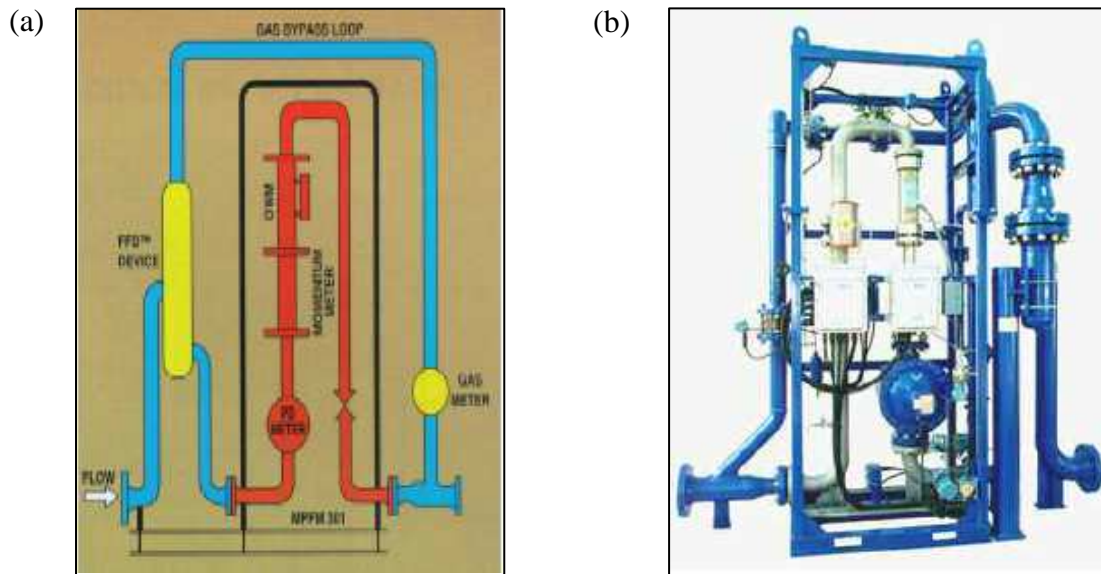 (a)
GAS BYPASS LOOP
OWM
FFD™
DEVICE
MOMENTUM
METER
GAS
METER
PD
METER
FLOW
MPFM 301
(b)